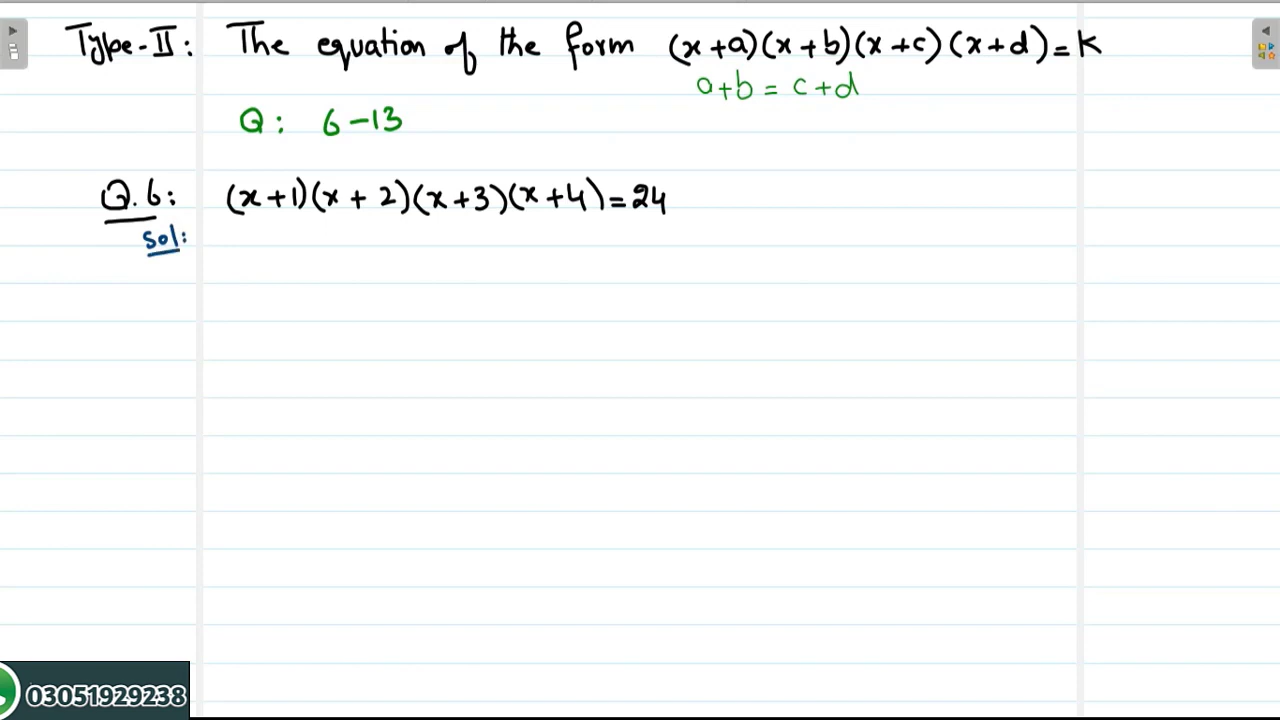 Type-II: The equation of the form (x+a)(x+b)(x+c)(x+d)=k
a+b = c+d
Q: 6-13
Q.6: (x+1)(x+2)(x+3)(x+4)=24
Sol:
03051929238